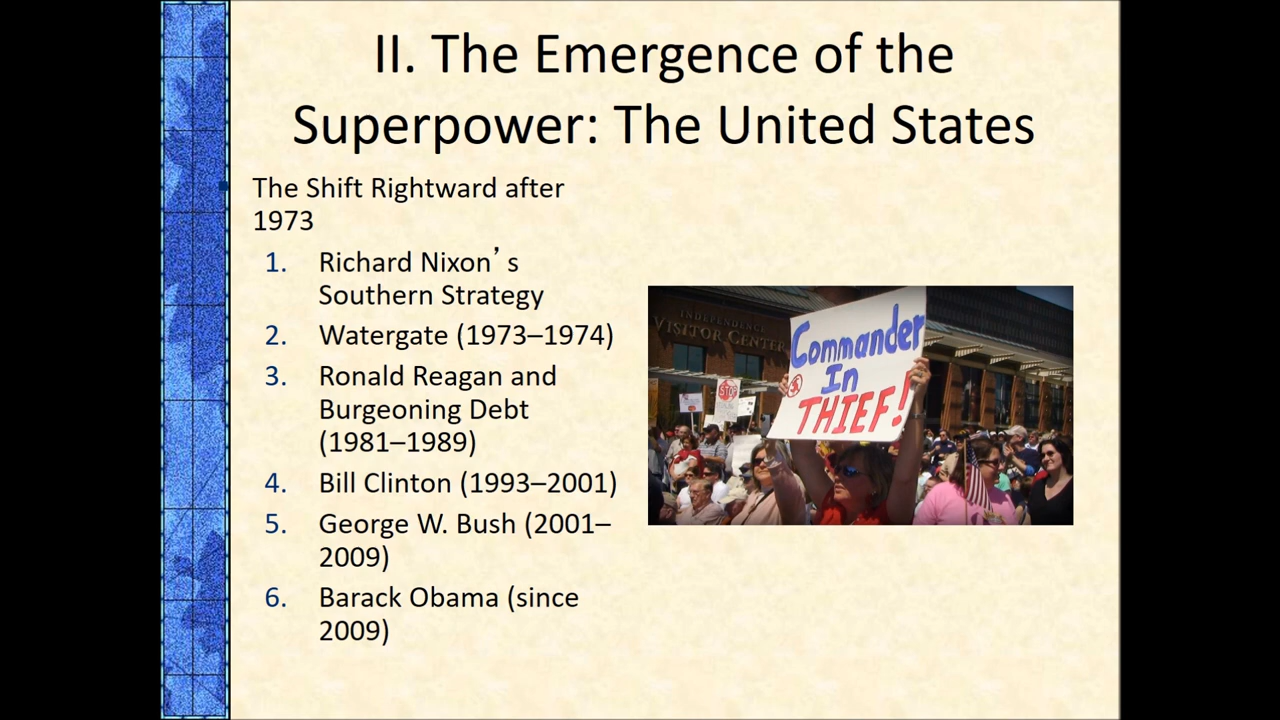 II. The Emergence of the
Superpower: The United States
The Shift Rightward after
1973
1. Richard Nixon’s
Southern Strategy
2. Watergate (1973–1974)
3. Ronald Reagan and
Burgeoning Debt
(1981–1989)
4. Bill Clinton (1993–2001)
5. George W. Bush (2001–
2009)
6. Barack Obama (since
2009)
INDEPENDENCE
VISITOR CENTER
Commander
In
THIEF!
STOP